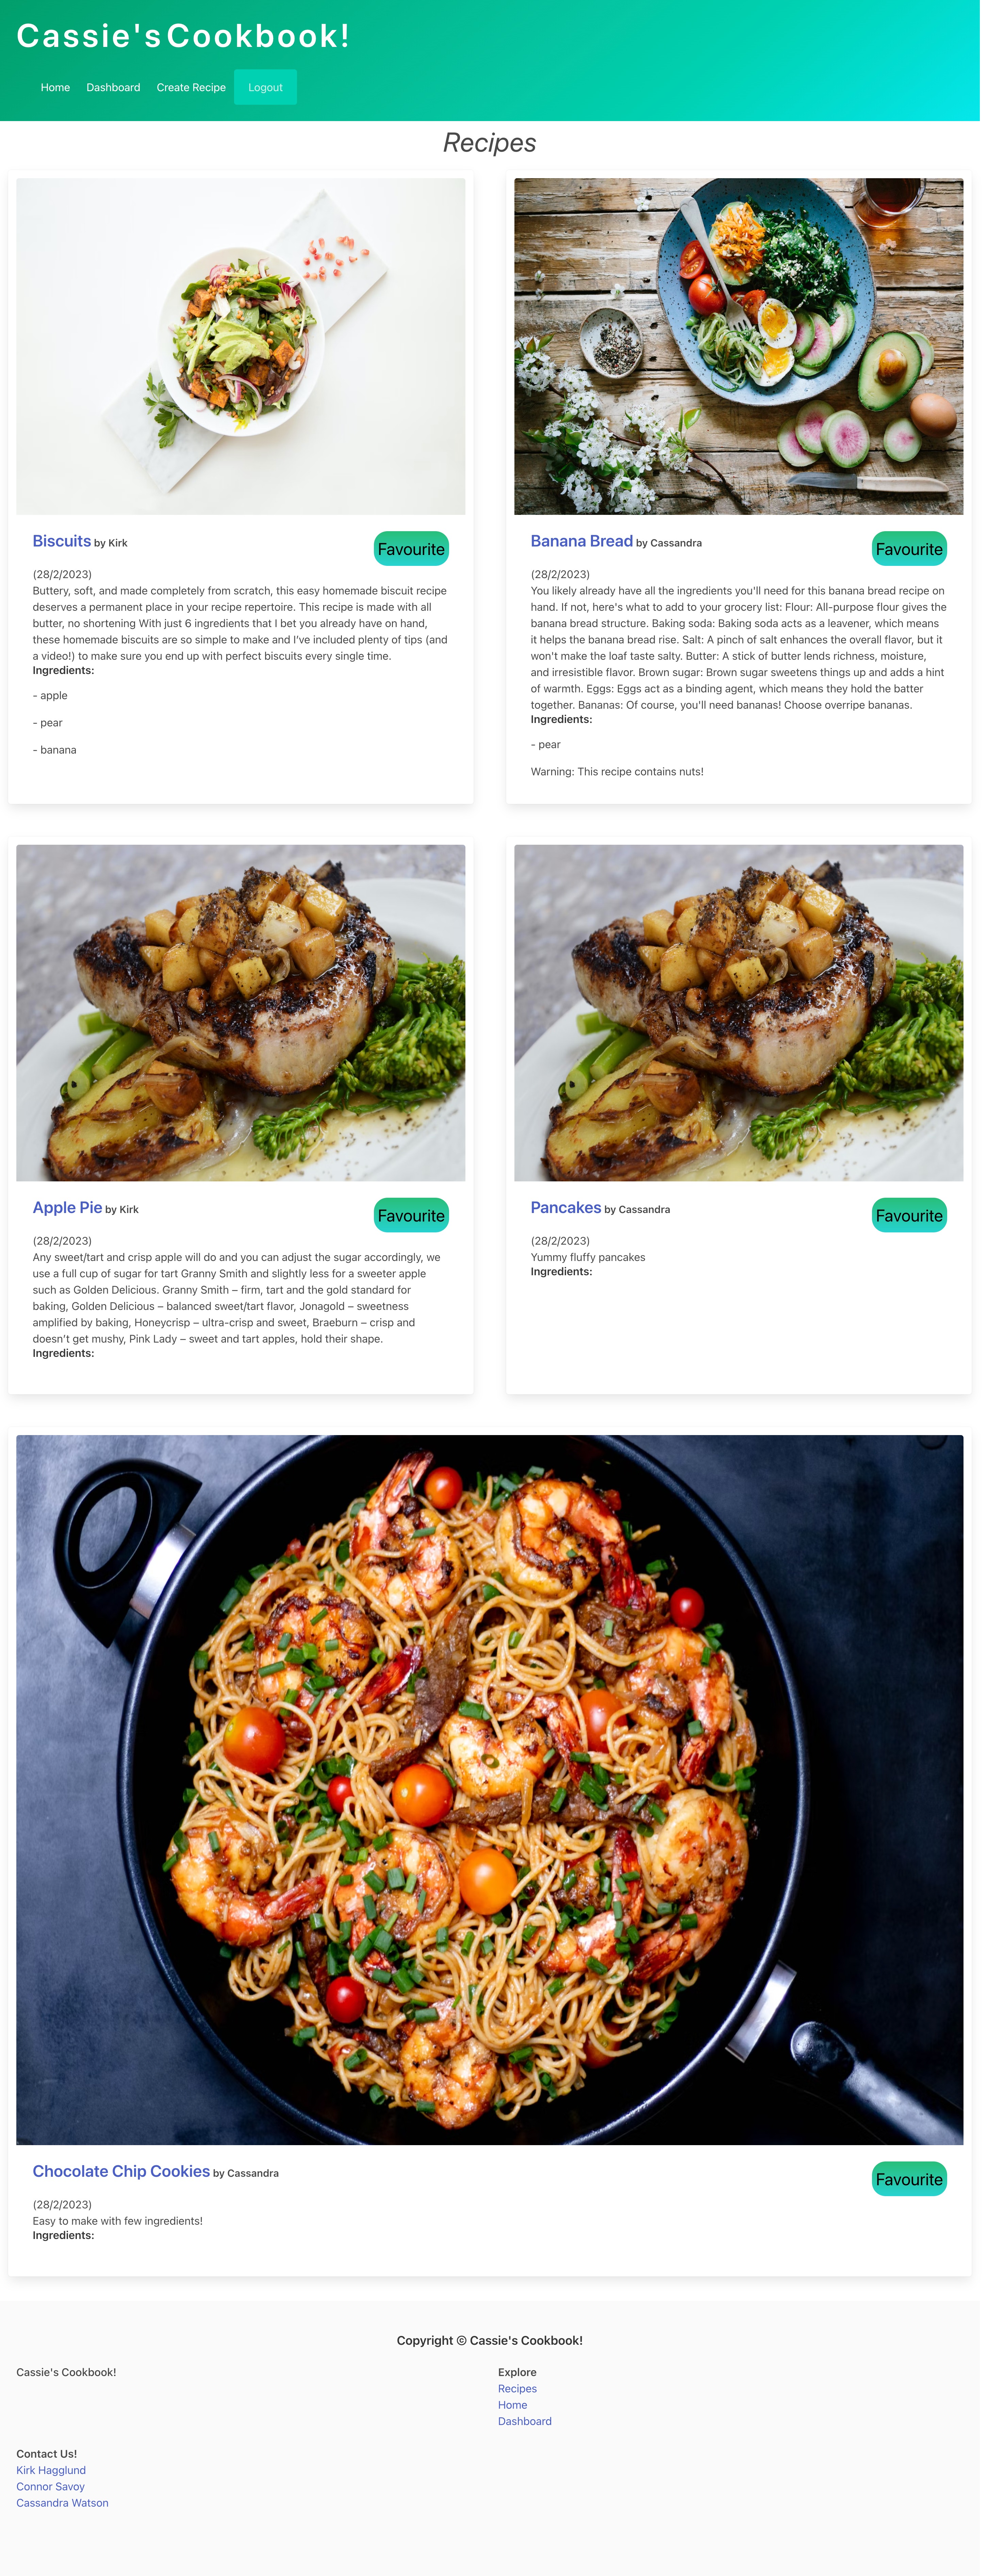 Cassie's Cookbook!
Home Dashboard Create Recipe Logout
Recipes
Biscuits by Kirk
Favourite
(28/2/2023)
Buttery, soft, and made completely from scratch, this easy homemade biscuit recipe
deserves a permanent place in your recipe repertoire. This recipe is made with all
butter, no shortening With just 6 ingredients that I bet you already have on hand,
these homemade biscuits are so simple to make and I've included plenty of tips (and
a video!) to make sure you end up with perfect biscuits every single time.
Ingredients:
- apple
- pear
- banana
Banana Bread by Cassandra
Favourite
(28/2/2023)
You likely already have all the ingredients you'll need for this banana bread recipe on
hand. If not, here's what to add to your grocery list: Flour: All-purpose flour gives the
banana bread structure. Baking soda: Baking soda acts as a leavener, which means
it helps the banana bread rise. Salt: A pinch of salt enhances the overall flavor, but it
won't make the loaf taste salty. Butter: A stick of butter lends richness, moisture,
and irresistible flavor. Brown sugar: Brown sugar sweetens things up and adds a hint
of warmth. Eggs: Eggs act as a binding agent, which means they hold the batter
together. Bananas: Of course, you'll need bananas! Choose overripe bananas.
Ingredients:
- pear
Warning: This recipe contains nuts!
Apple Pie by Kirk
Favourite
(28/2/2023)
Any sweet/tart and crisp apple will do and you can adjust the sugar accordingly, we
use a full cup of sugar for tart Granny Smith and slightly less for a sweeter apple
such as Golden Delicious. Granny Smith – firm, tart and the gold standard for
baking, Golden Delicious – balanced sweet/tart flavor, Jonagold – sweetness
amplified by baking, Honeycrisp – ultra-crisp and sweet, Braeburn – crisp and
doesn't get mushy, Pink Lady – sweet and tart apples, hold their shape.
Ingredients:
Pancakes by Cassandra
Favourite
(28/2/2023)
Yummy fluffy pancakes
Ingredients:
Chocolate Chip Cookies by Cassandra
Favourite
(28/2/2023)
Easy to make with few ingredients!
Ingredients:
Copyright © Cassie's Cookbook!
Cassie's Cookbook!
Explore
Recipes
Home
Dashboard
Contact Us!
Kirk Hagglund
Connor Savoy
Cassandra Watson